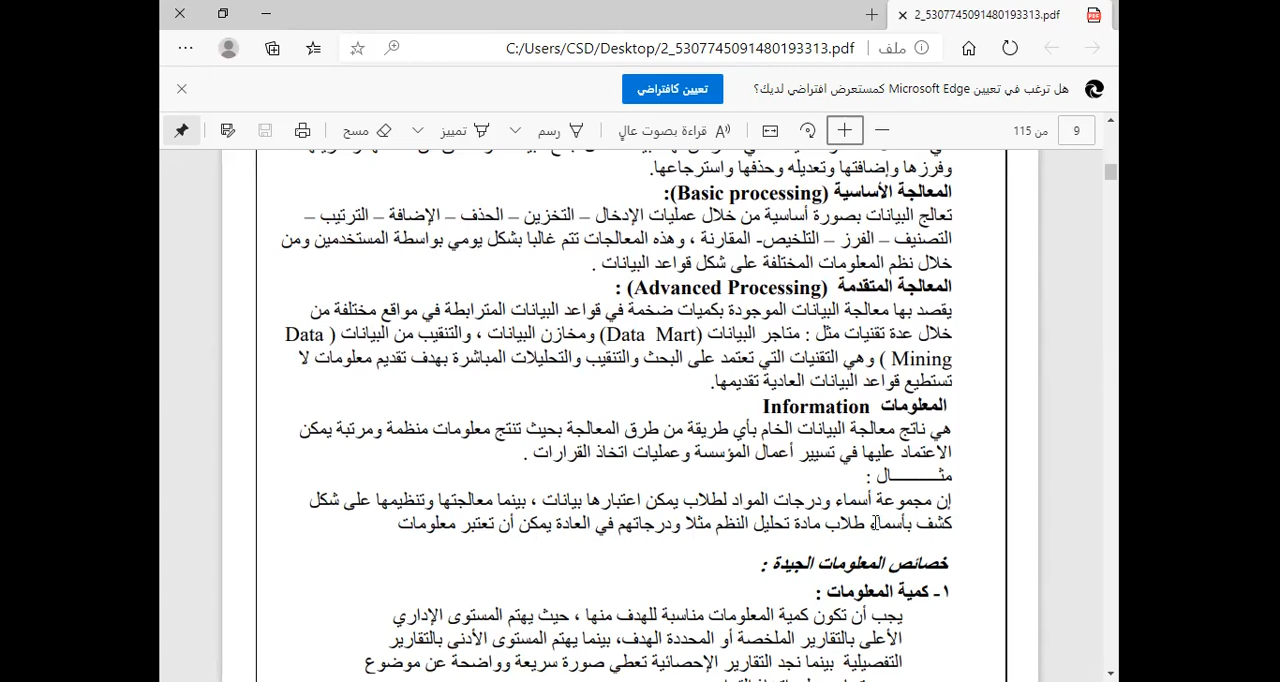 2_5307745091480193313.pdf
C:/Users/CSD/Desktop/2_5307745091480193313.pdf ملف
هل ترغب في تعيين Microsoft Edge كمستعرض افتراضي لديك؟ تعيين كافتراضي
9 من 115 قراءة بصوت عالٍ رسم تمييز مسح
وفرزها وإضافتها وتعديله وحذفها واسترجاعها.
المعالجة الأساسية (Basic processing):
تعالج البيانات بصورة أساسية من خلال عمليات الإدخال – التخزين – الحذف – الإضافة – الترتيب –
التصنيف – الفرز – التلخيص- المقارنة ، وهذه المعالجات تتم غالبا بشكل يومي بواسطة المستخدمين ومن
خلال نظم المعلومات المختلفة على شكل قواعد البيانات .
المعالجة المتقدمة (Advanced Processing) :
يقصد بها معالجة البيانات الموجودة بكميات ضخمة في قواعد البيانات المترابطة في مواقع مختلفة من
خلال عدة تقنيات مثل : متاجر البيانات (Data Mart) ومخازن البيانات ، والتنقيب من البيانات ( Data
Mining ) وهي التقنيات التي تعتمد على البحث والتنقيب والتحليلات المباشرة بهدف تقديم معلومات لا
تستطيع قواعد البيانات العادية تقديمها.
المعلومات Information
هي ناتج معالجة البيانات الخام بأي طريقة من طرق المعالجة بحيث تنتج معلومات منظمة ومرتبة يمكن
الاعتماد عليها في تسيير أعمال المؤسسة وعمليات اتخاذ القرارات .
مثـــــــــال :
إن مجموعة أسماء ودرجات المواد لطلاب يمكن اعتبارها بيانات ، بينما معالجتها وتنظيمها على شكل
كشف بأسماء طلاب مادة تحليل النظم مثلا ودرجاتهم في العادة يمكن أن تعتبر معلومات
خصائص المعلومات الجيدة :
١- كمية المعلومات :
يجب أن تكون كمية المعلومات مناسبة للهدف منها ، حيث يهتم المستوى الإداري
الأعلى بالتقارير الملخصة أو المحددة الهدف، بينما يهتم المستوى الأدنى بالتقارير
التفصيلية بينما نجد التقارير الإحصائية تعطي صورة سريعة وواضحة عن موضوع